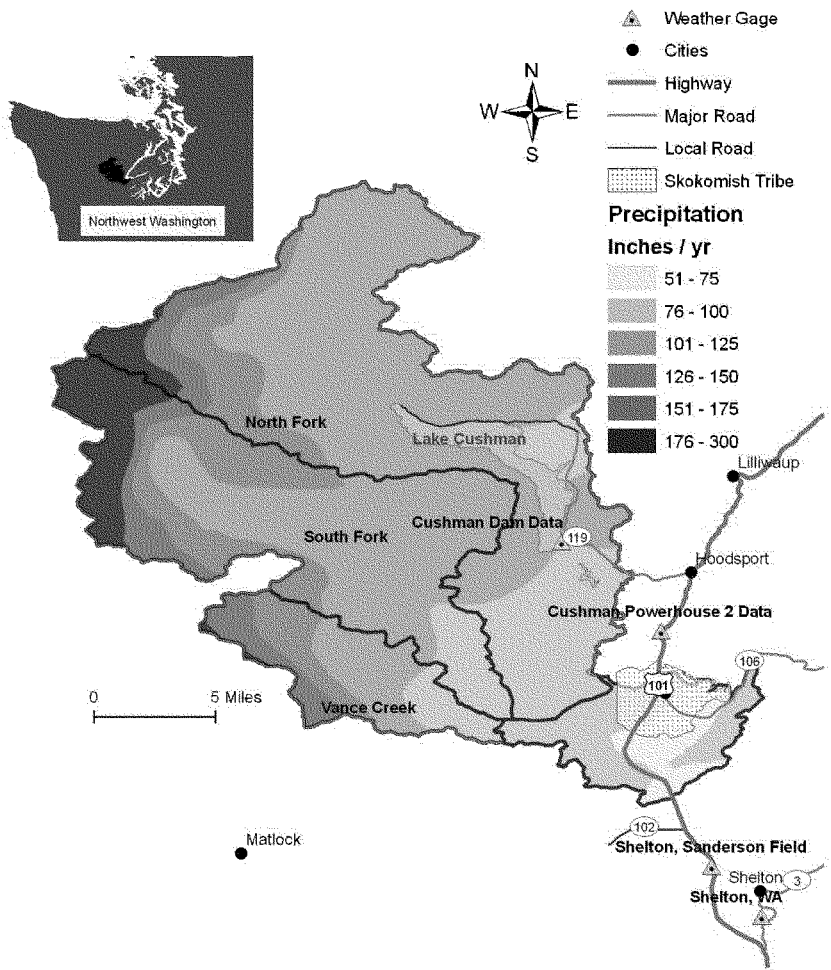 Weather Gage
Cities
Highway
Major Road
Local Road
Skokomish Tribe
Precipitation
Inches / yr
51 - 75
76 - 100
101 - 125
126 - 150
151 - 175
176 - 300
N
W E
S
Northwest Washington
North Fork
Lake Cushman
Lilliwaup
South Fork
Cushman Dam Data
119
Hoodsport
Cushman Powerhouse 2 Data
106
101
0 5 Miles
Vance Creek
102
Matlock
Shelton, Sanderson Field
Shelton
3
Shelton, WA